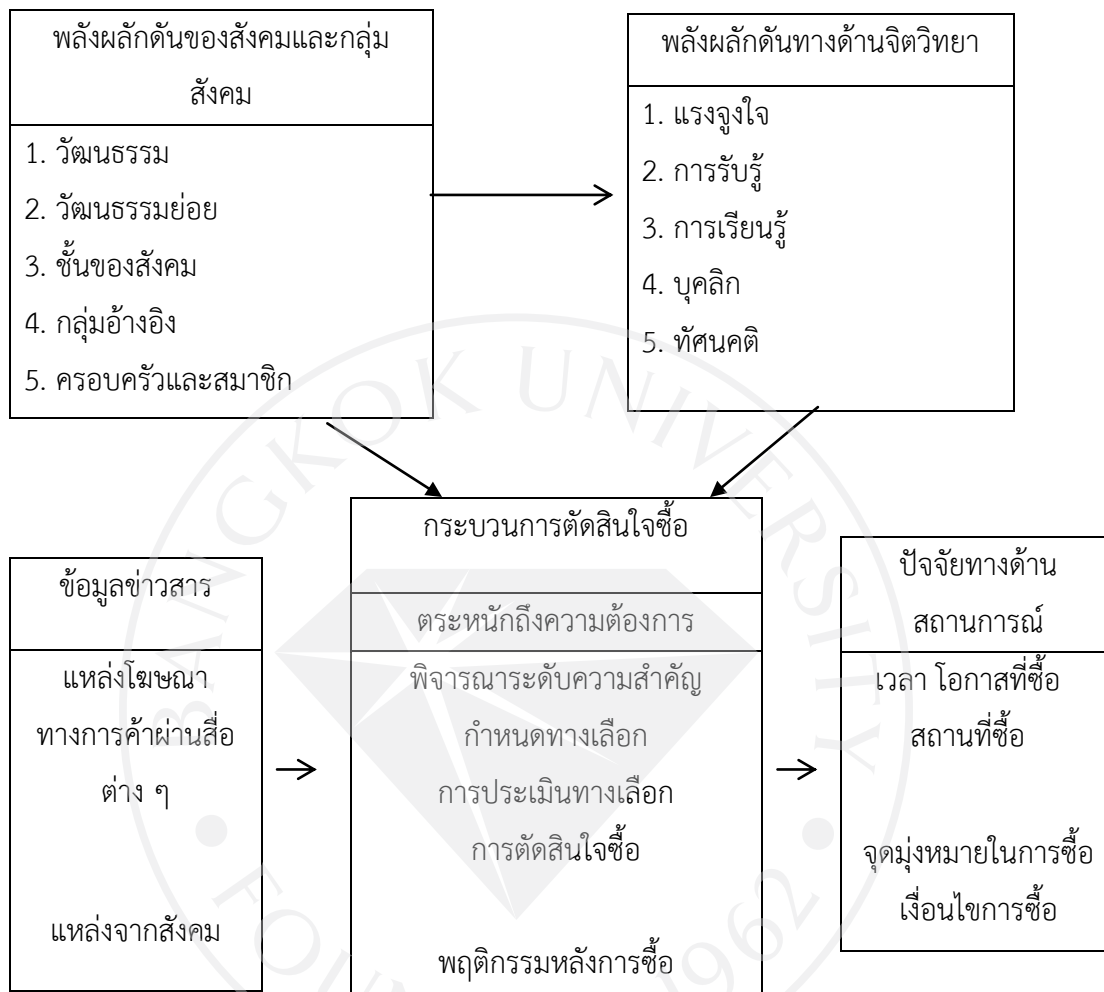 พลังผลักดันของสังคมและกลุ่ม
สังคม
1. วัฒนธรรม
2. วัฒนธรรมย่อย
3. ชั้นของสังคม
4. กลุ่มอ้างอิง
5. ครอบครัวและสมาชิก
พลังผลักดันทางด้านจิตวิทยา
1. แรงจูงใจ
2. การรับรู้
3. การเรียนรู้
4. บุคลิก
5. ทัศนคติ
ข้อมูลข่าวสาร
แหล่งโฆษณา
ทางการค้าผ่านสื่อ
ต่าง ๆ
แหล่งจากสังคม
กระบวนการตัดสินใจซื้อ
ตระหนักถึงความต้องการ
พิจารณาระดับความสำคัญ
กำหนดทางเลือก
การประเมินทางเลือก
การตัดสินใจซื้อ
พฤติกรรมหลังการซื้อ
ปัจจัยทางด้าน
สถานการณ์
เวลา โอกาสที่ซื้อ
สถานที่ซื้อ
จุดมุ่งหมายในการซื้อ
เงื่อนไขการซื้อ
BANGKOK UNIVERSITY
1962